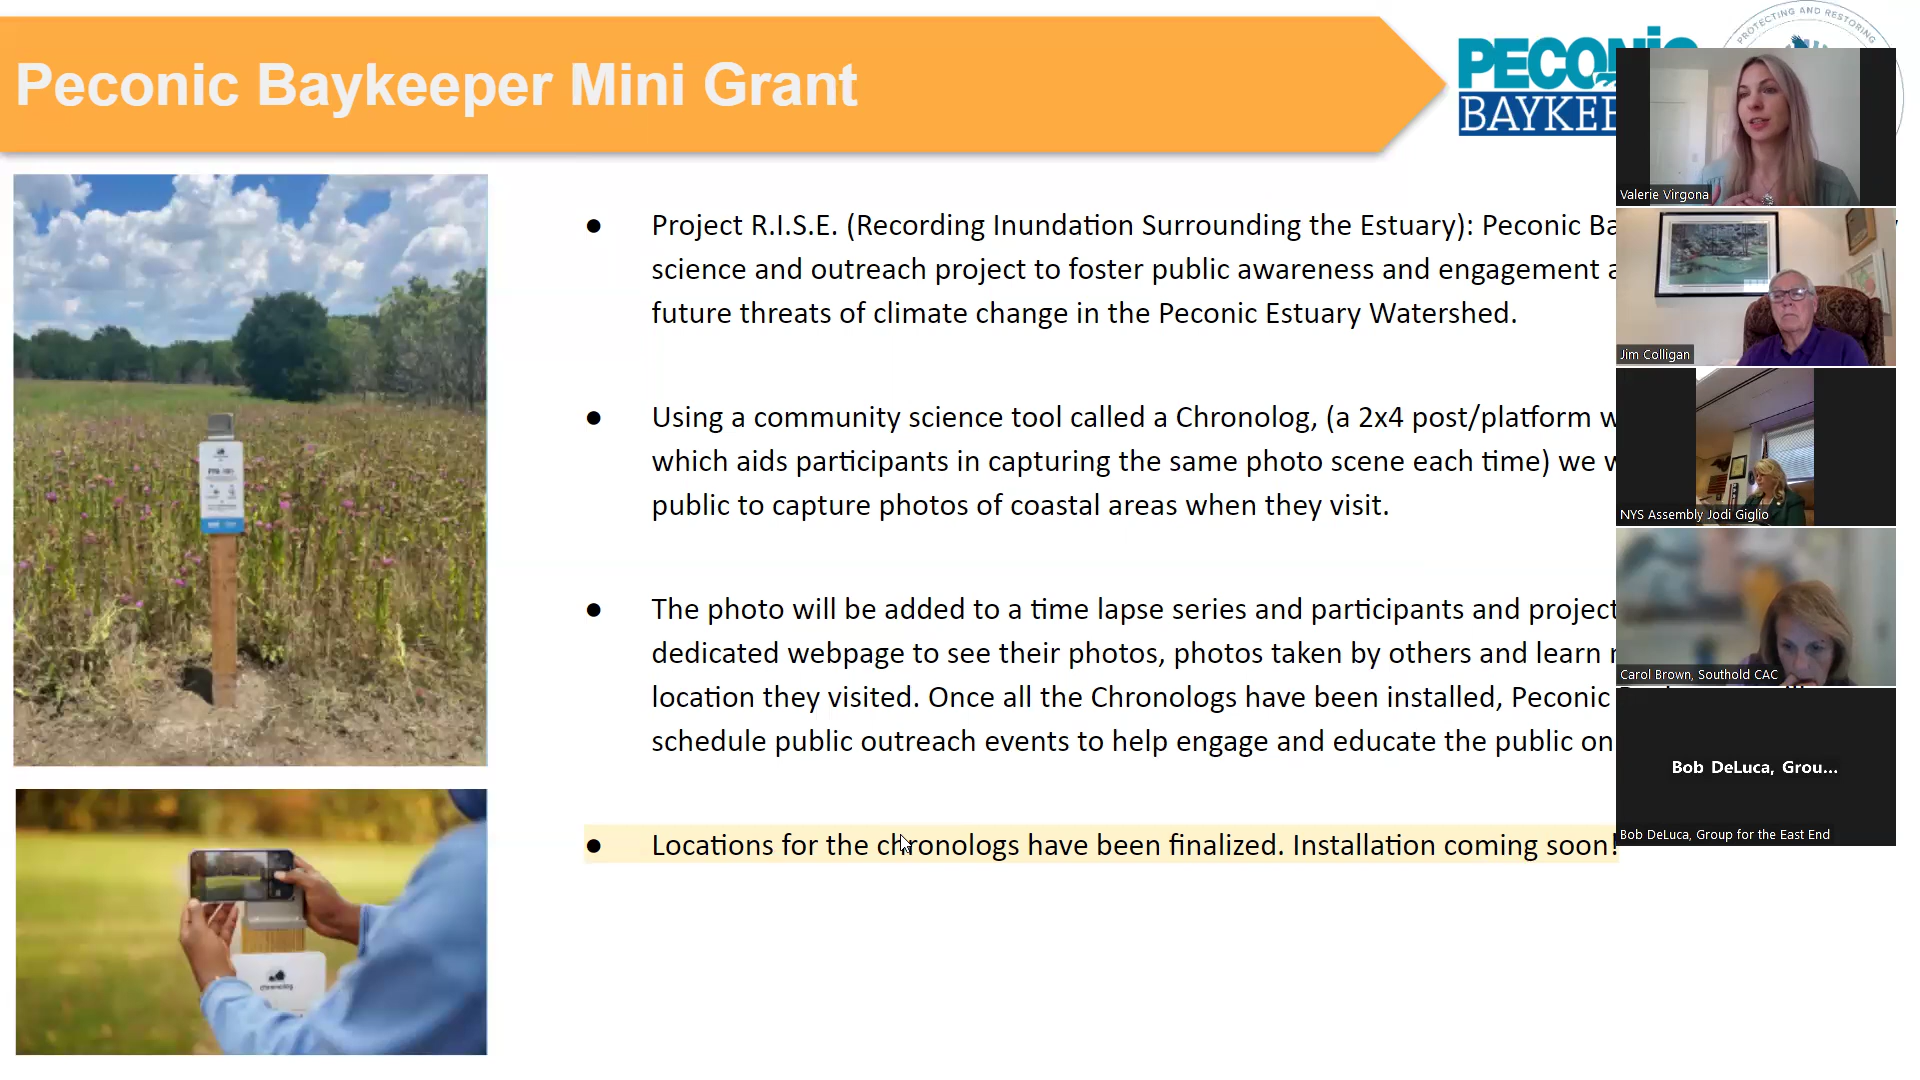 Peconic Baykeeper Mini Grant
PROTECTING AND RESTORING
PECONIC
BAYKEE
Project R.I.S.E. (Recording Inundation Surrounding the Estuary): Peconic Ba
science and outreach project to foster public awareness and engagement a
future threats of climate change in the Peconic Estuary Watershed.
Using a community science tool called a Chronolog, (a 2x4 post/platform w
which aids participants in capturing the same photo scene each time) we w
public to capture photos of coastal areas when they visit.
The photo will be added to a time lapse series and participants and project
dedicated webpage to see their photos, photos taken by others and learn
location they visited. Once all the Chronologs have been installed, Peconic
schedule public outreach events to help engage and educate the public on
Locations for the chronologs have been finalized. Installation coming soon!
chronolog
Valerie Virgona
Jim Colligan
NYS Assembly Jodi Giglio
Carol Brown, Southold CAC
Bob DeLuca, Grou...
Bob DeLuca, Group for the East End